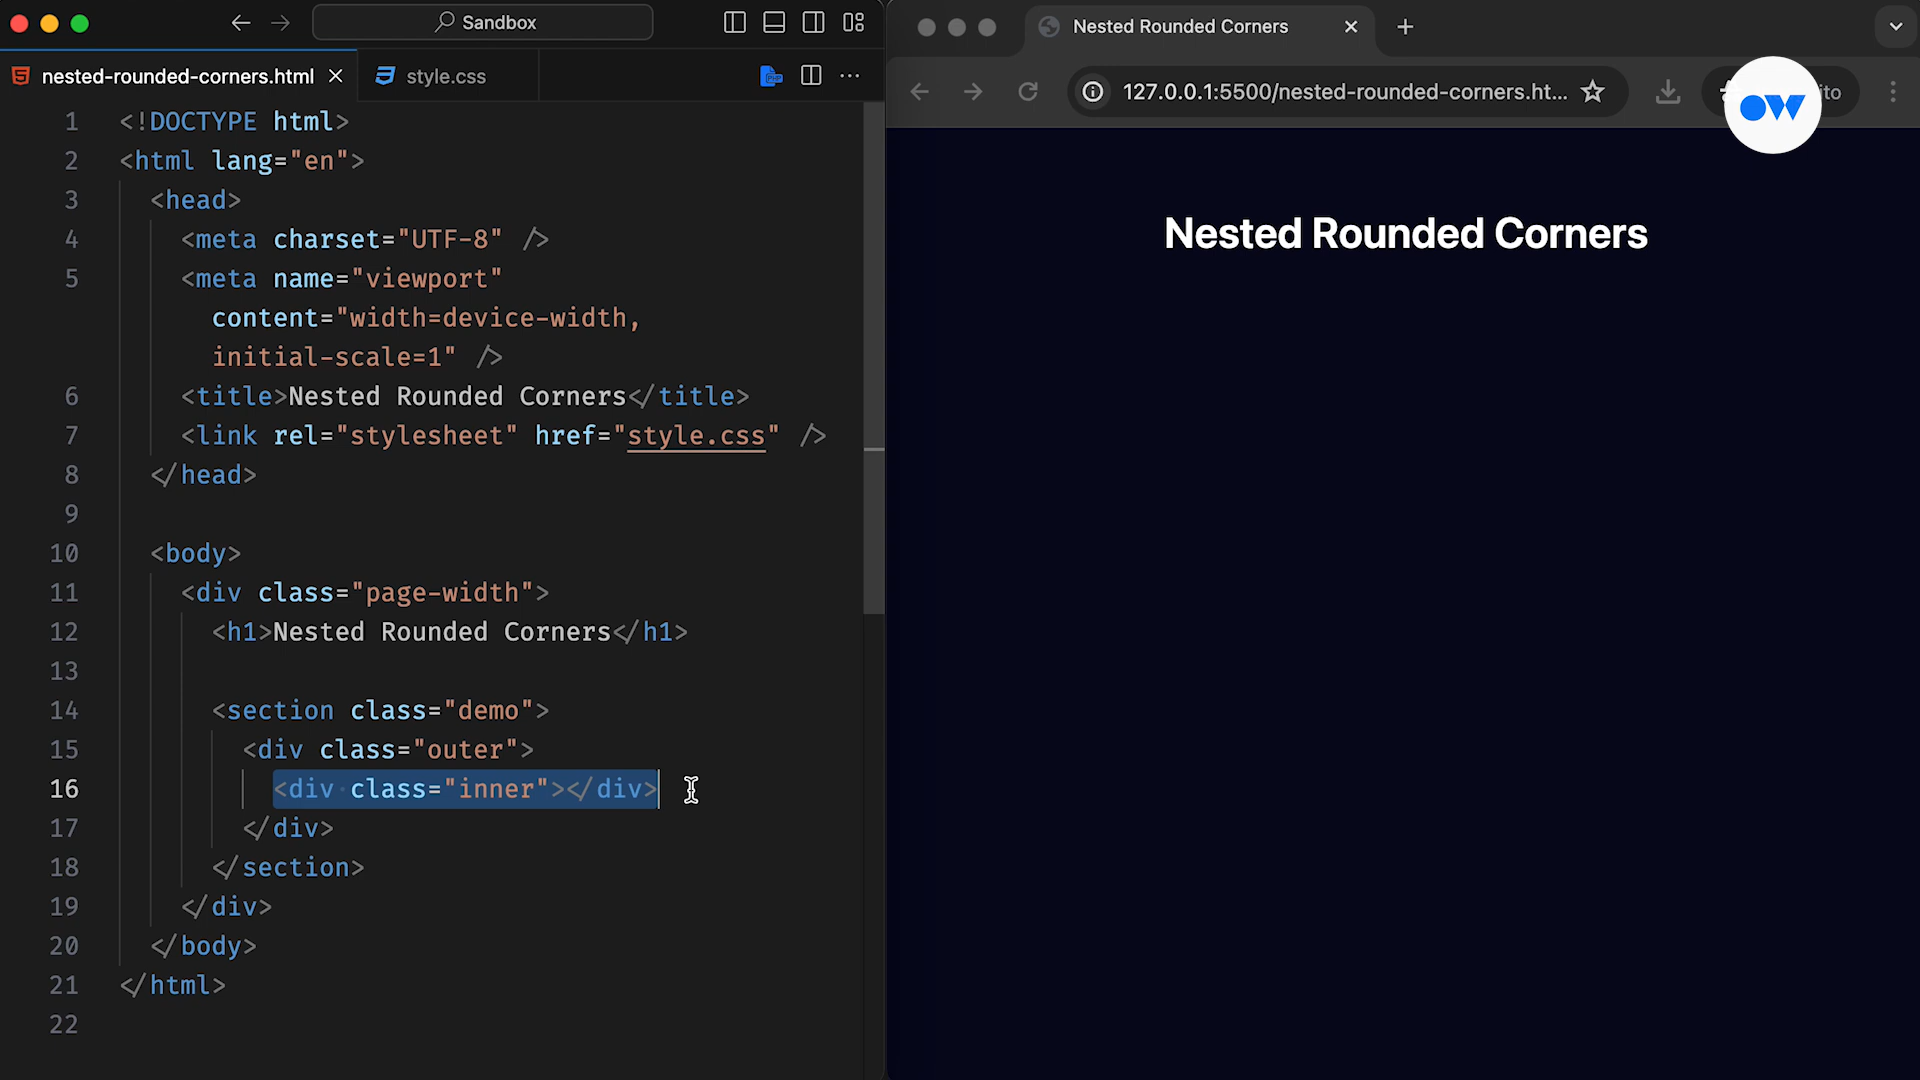 Sandbox
nested-rounded-corners.html
style.css
1 <!DOCTYPE html>
2 <html lang="en">
3 <head>
4 <meta charset="UTF-8" />
5 <meta name="viewport"
content="width=device-width,
initial-scale=1" />
6 <title>Nested Rounded Corners</title>
7 <link rel="stylesheet" href="style.css" />
8 </head>
9
10 <body>
11 <div class="page-width">
12 <h1>Nested Rounded Corners</h1>
13
14 <section class="demo">
15 <div class="outer">
16 <div class="inner"></div>
17 </div>
18 </section>
19 </div>
20 </body>
21 </html>
22
Nested Rounded Corners
127.0.0.1:5500/nested-rounded-corners.ht...
OW
Nested Rounded Corners